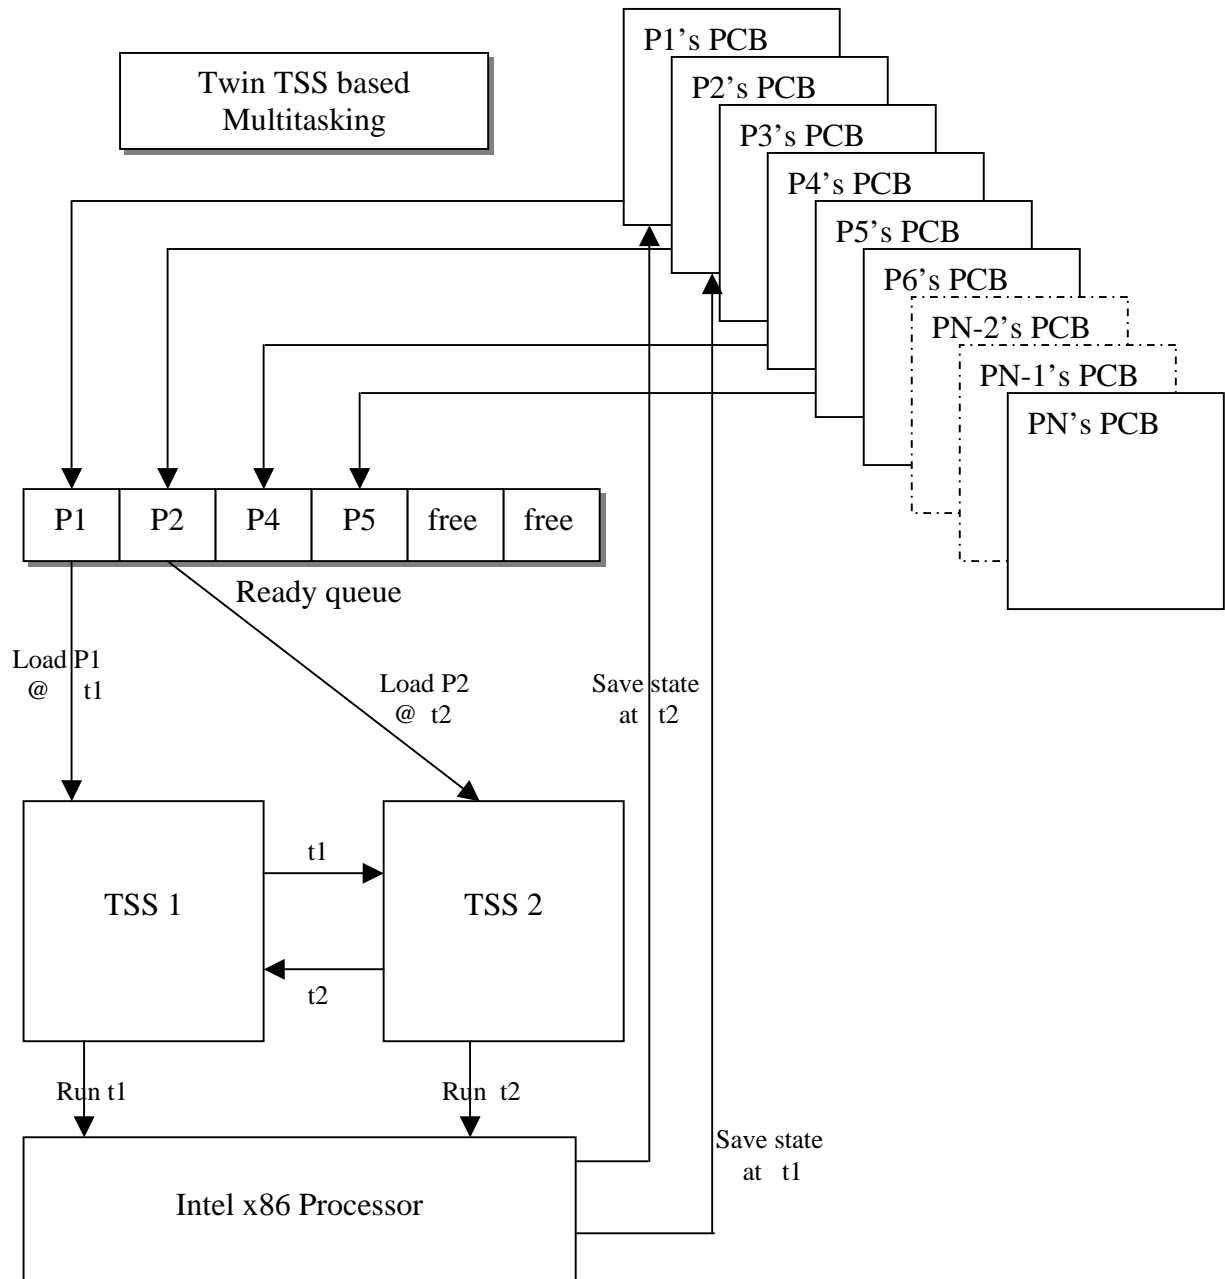 P1’s PCB
Twin TSS based
Multitasking
P2’s PCB
P3’s PCB
P4’s PCB
P5’s PCB
P6’s PCB
PN-2’s PCB
PN-1’s PCB
PN’s PCB
P1 P2 P4 P5 free free
Ready queue
Load P1
@ t1
Load P2
@ t2
Save state
at t2
t1
TSS 1
TSS 2
t2
Run t1
Run t2
Save state
at t1
Intel x86 Processor